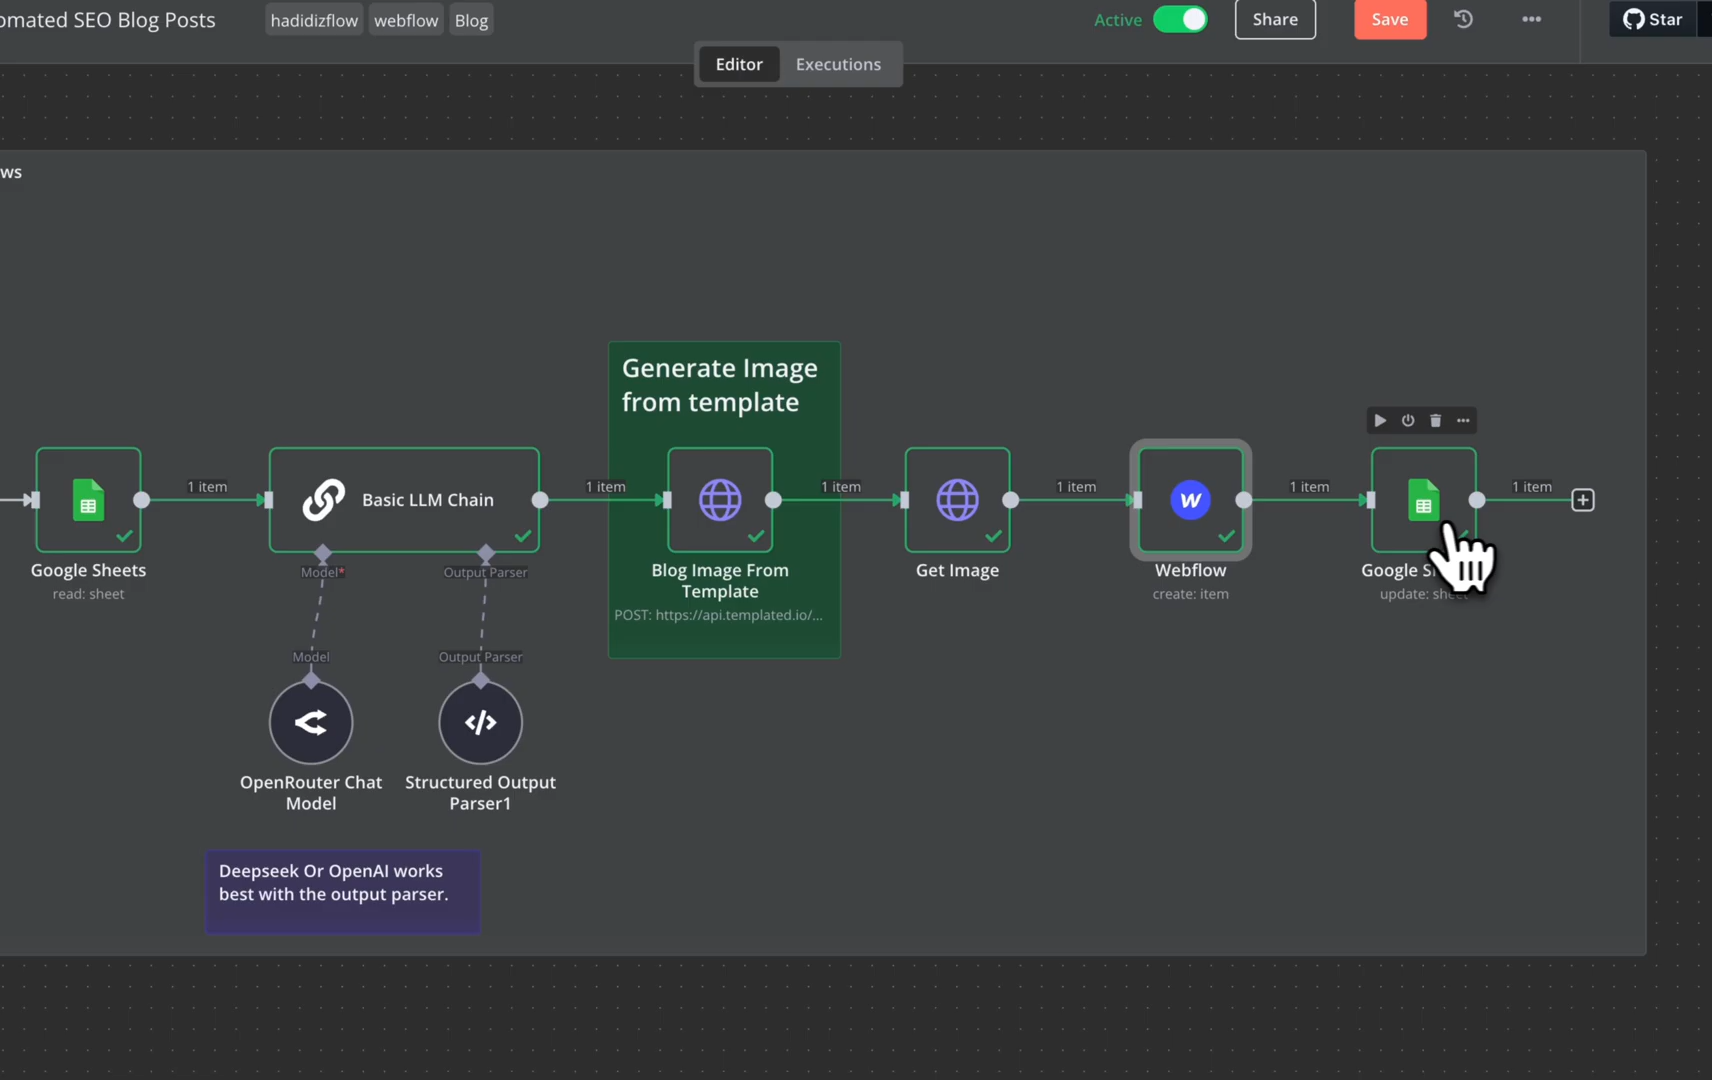 omated SEO Blog Posts
hadidizflow
webflow
Blog
Active
Share
Save
Star
Editor
Executions
ws
Generate Image
from template
1 item
1 item
1 item
1 item
1 item
1 item
Basic LLM Chain
Google Sheets
read: sheet
Model*
Output Parser
Blog Image From
Template
POST: https://api.templated.io/...
Get Image
Webflow
create: item
Google S
update: she
Model
Output Parser
OpenRouter Chat
Model
Structured Output
Parser1
Deepseek Or OpenAI works
best with the output parser.